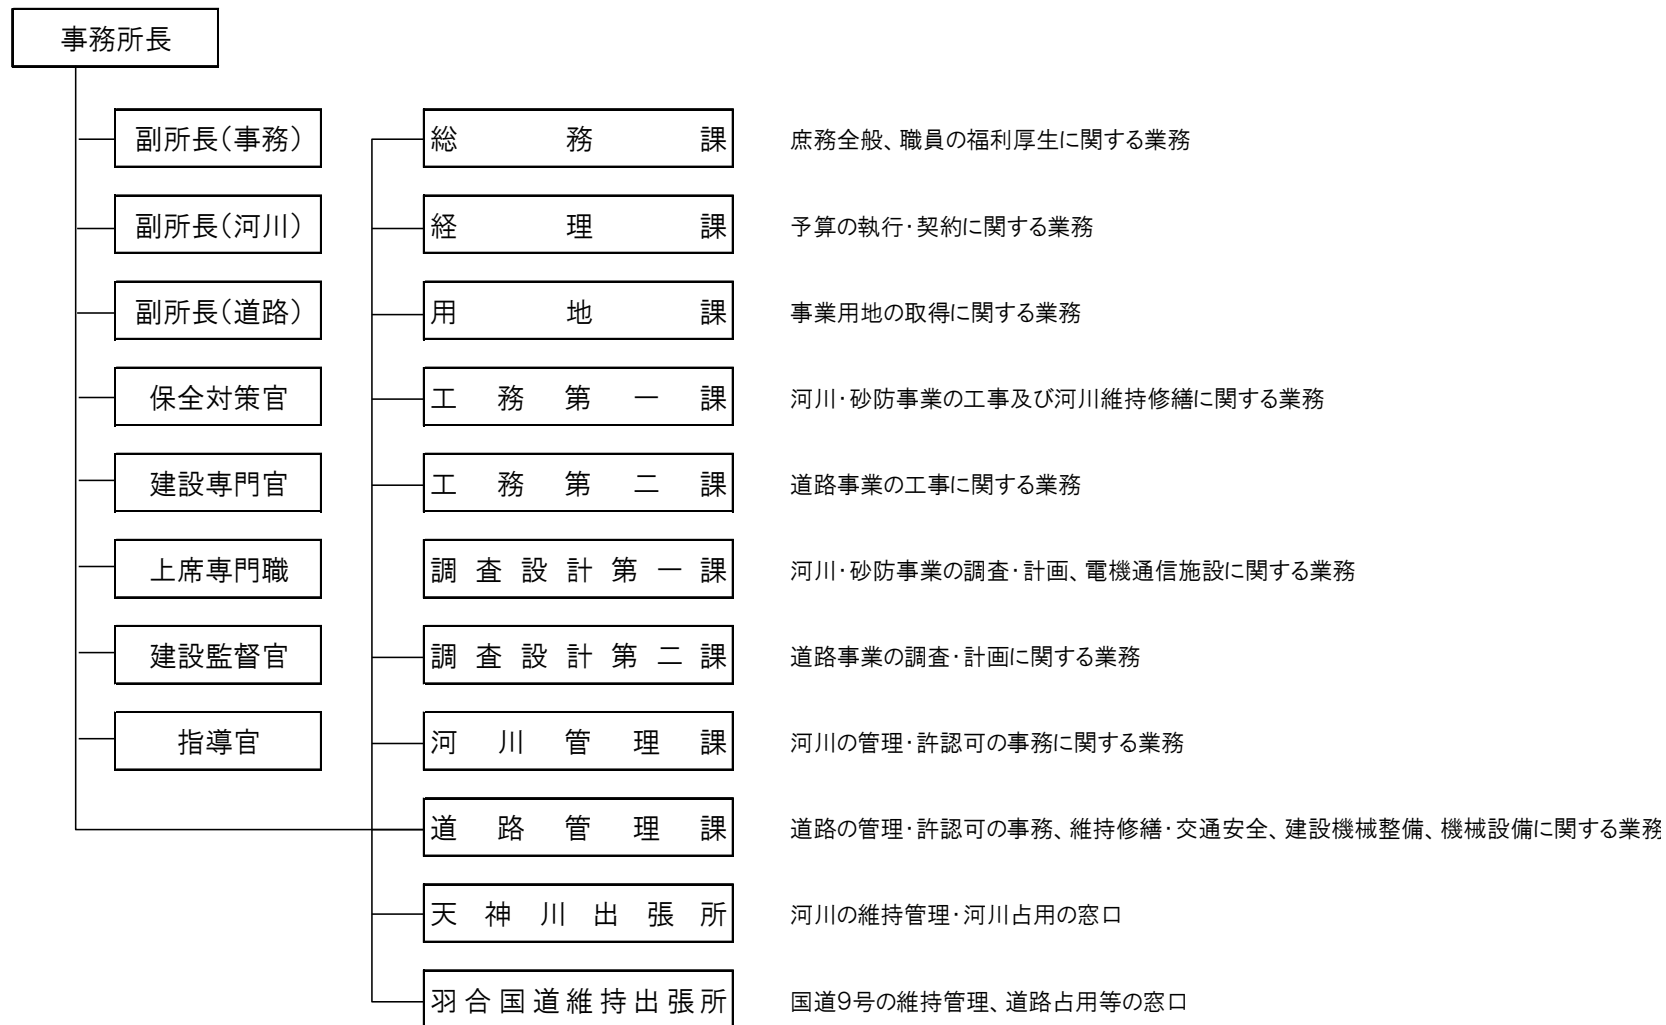 事務所長
副所長(事務)
副所長(河川)
副所長(道路)
保全対策官
建設専門官
上席専門職
建設監督官
指導官
総務課 庶務全般、職員の福利厚生に関する業務
経理課 予算の執行・契約に関する業務
用地課 事業用地の取得に関する業務
工務第一課 河川・砂防事業の工事及び河川維持修繕に関する業務
工務第二課 道路事業の工事に関する業務
調査設計第一課 河川・砂防事業の調査・計画、電機通信施設に関する業務
調査設計第二課 道路事業の調査・計画に関する業務
河川管理課 河川の管理・許認可の事務に関する業務
道路管理課 道路の管理・許認可の事務、維持修繕・交通安全、建設機械整備、機械設備に関する業務
天神川出張所 河川の維持管理・河川占用の窓口
羽合国道維持出張所 国道9号の維持管理、道路占用等の窓口